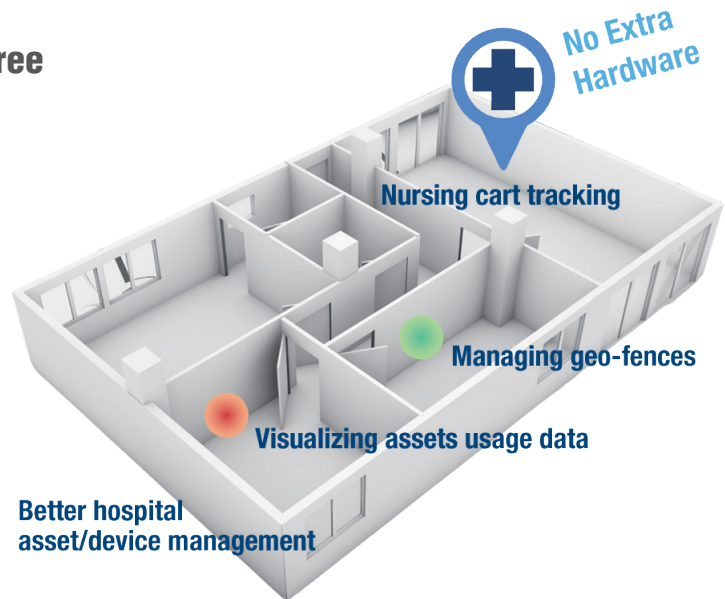 No Extra
Hardware
Nursing cart tracking
Managing geo-fences
Visualizing assets usage data
Better hospital
asset/device management